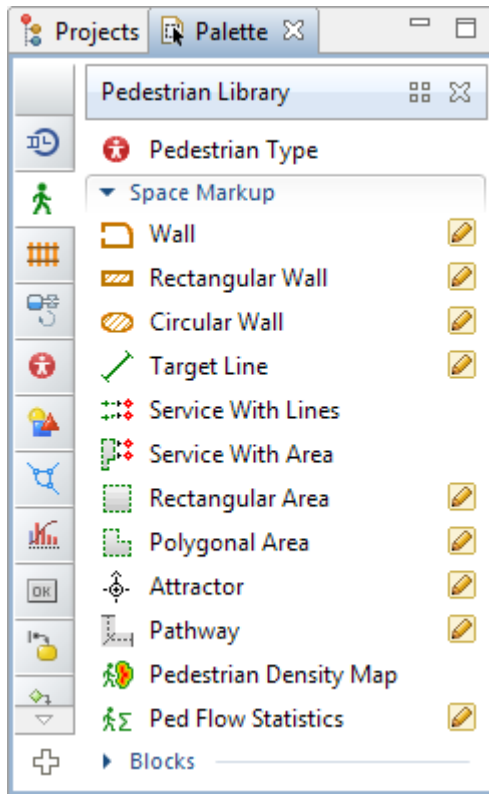 Projects Palette
Pedestrian Library
Pedestrian Type
Space Markup
Wall
Rectangular Wall
Circular Wall
Target Line
Service With Lines
Service With Area
Rectangular Area
Polygonal Area
Attractor
Pathway
Pedestrian Density Map
Ped Flow Statistics
OK
Blocks